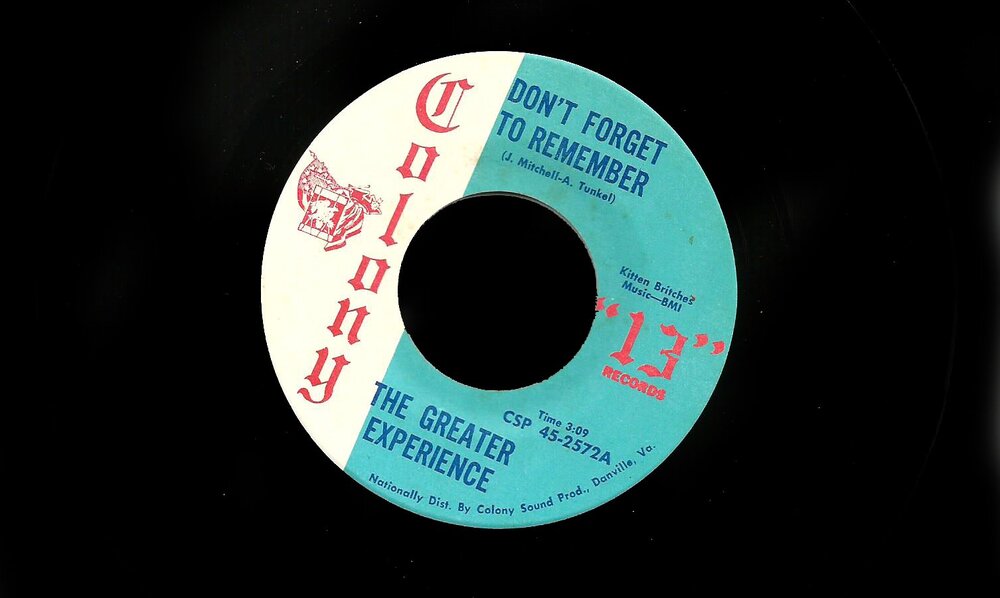 Colony
DON'T FORGET
TO REMEMBER
(J. Mitchell-A. Tunkel)
Kitten Britches
Music—BMI
"13"
RECORDS
Time 3:09
CSP 45-2572A
THE GREATER
EXPERIENCE
Nationally Dist. By Colony Sound Prod., Danville, Va.